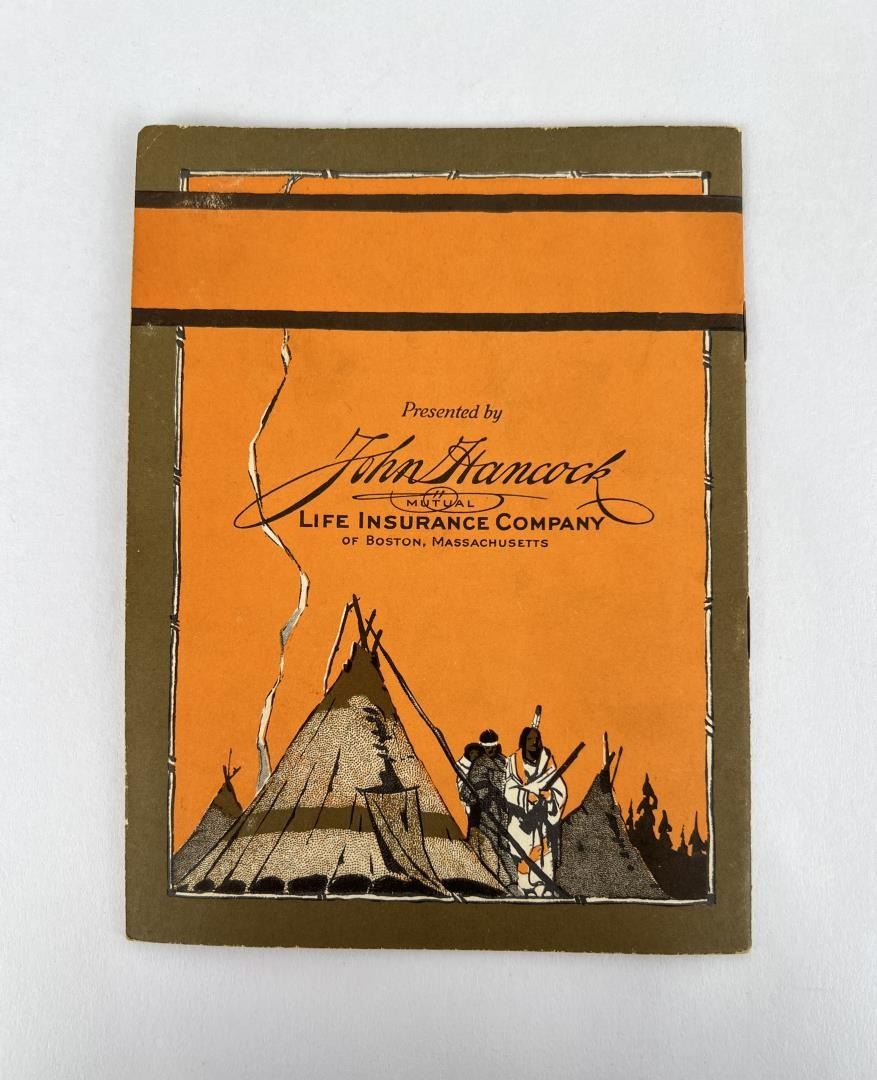 Presented by
John Hancock
MUTUAL
LIFE INSURANCE COMPANY
OF BOSTON, MASSACHUSETTS